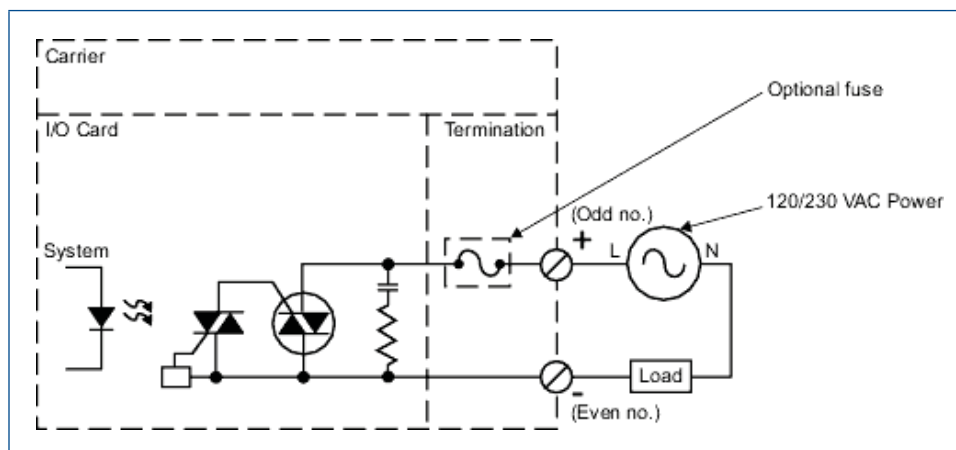 Carrier
Optional fuse
I/O Card
Termination
120/230 VAC Power
(Odd no.)
+
L
N
System
Load
-
(Even no.)